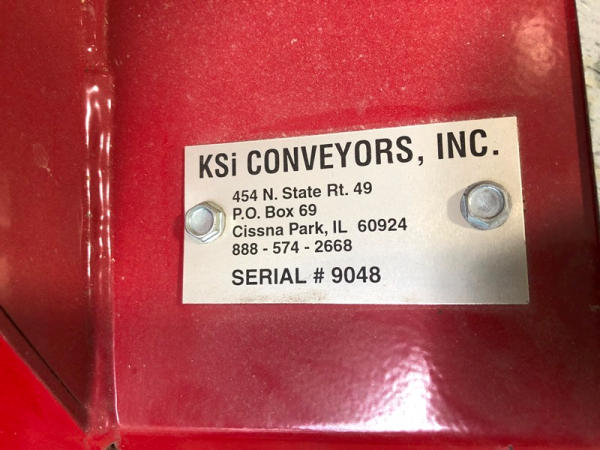 KSi CONVEYORS, INC.
454 N. State Rt. 49
P.O. Box 69
Cissna Park, IL 60924
888 - 574 - 2668
SERIAL # 9048